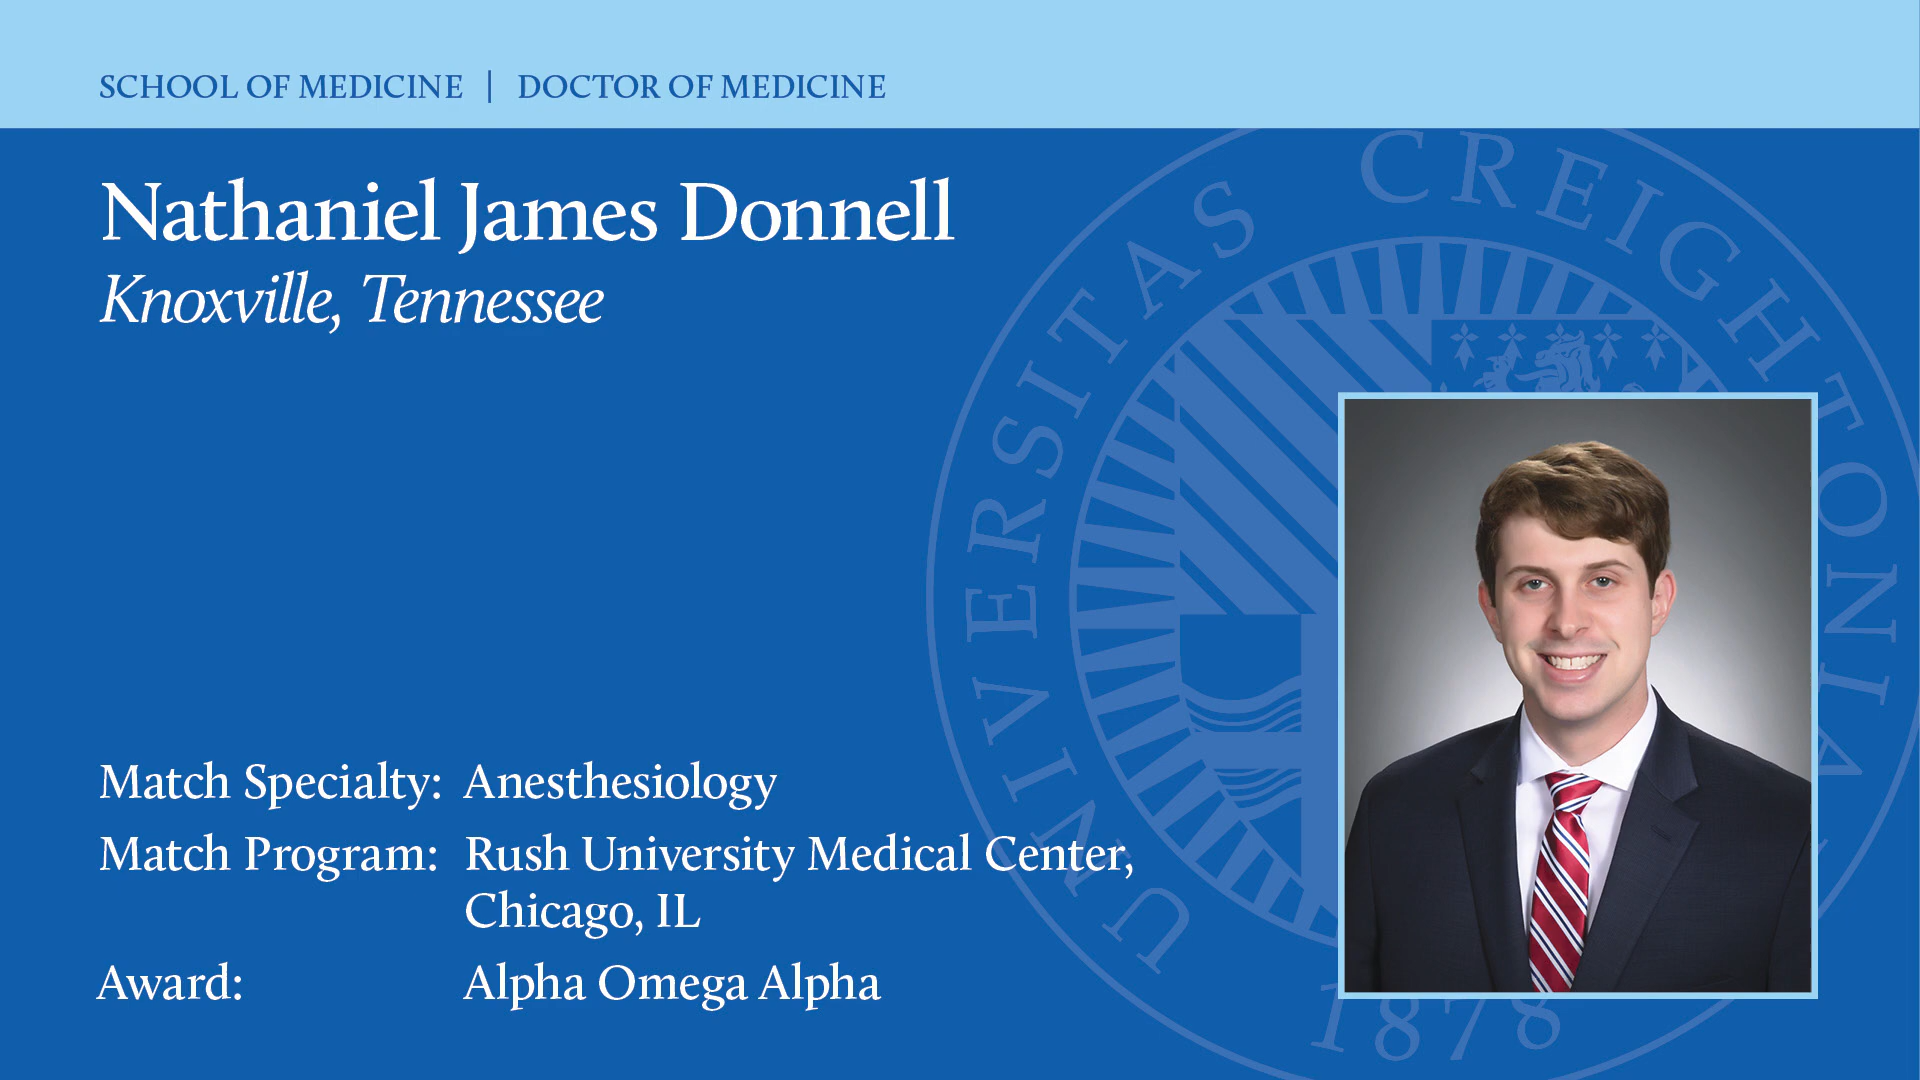 SCHOOL OF MEDICINE | DOCTOR OF MEDICINE
Nathaniel James Donnell
Knoxville, Tennessee
Match Specialty: Anesthesiology
Match Program: Rush University Medical Center,
Chicago, IL
Award: Alpha Omega Alpha
UNIVERSITAS CREIGHTONIA
1878